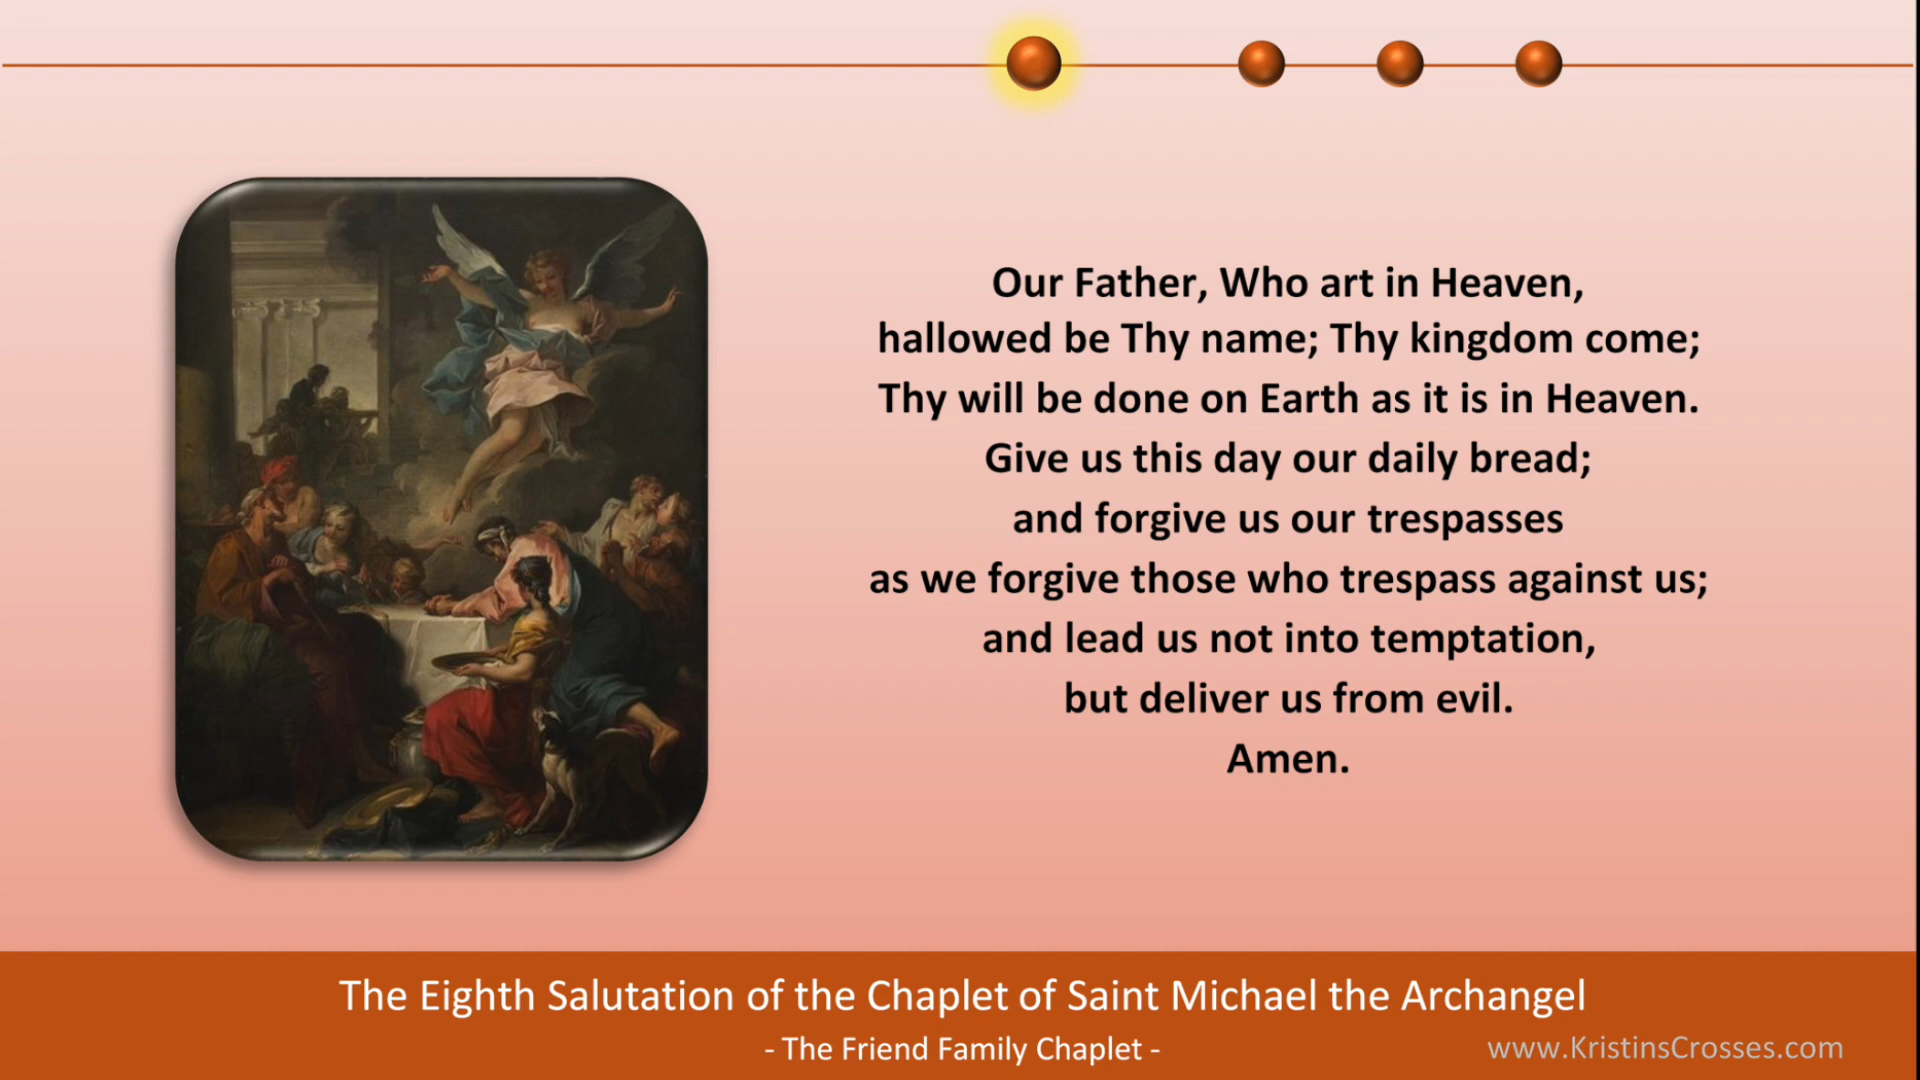 Our Father, Who art in Heaven,
hallowed be Thy name; Thy kingdom come;
Thy will be done on Earth as it is in Heaven.
Give us this day our daily bread;
and forgive us our trespasses
as we forgive those who trespass against us;
and lead us not into temptation,
but deliver us from evil.
Amen.
The Eighth Salutation of the Chaplet of Saint Michael the Archangel
- The Friend Family Chaplet -
www.KristinsCrosses.com